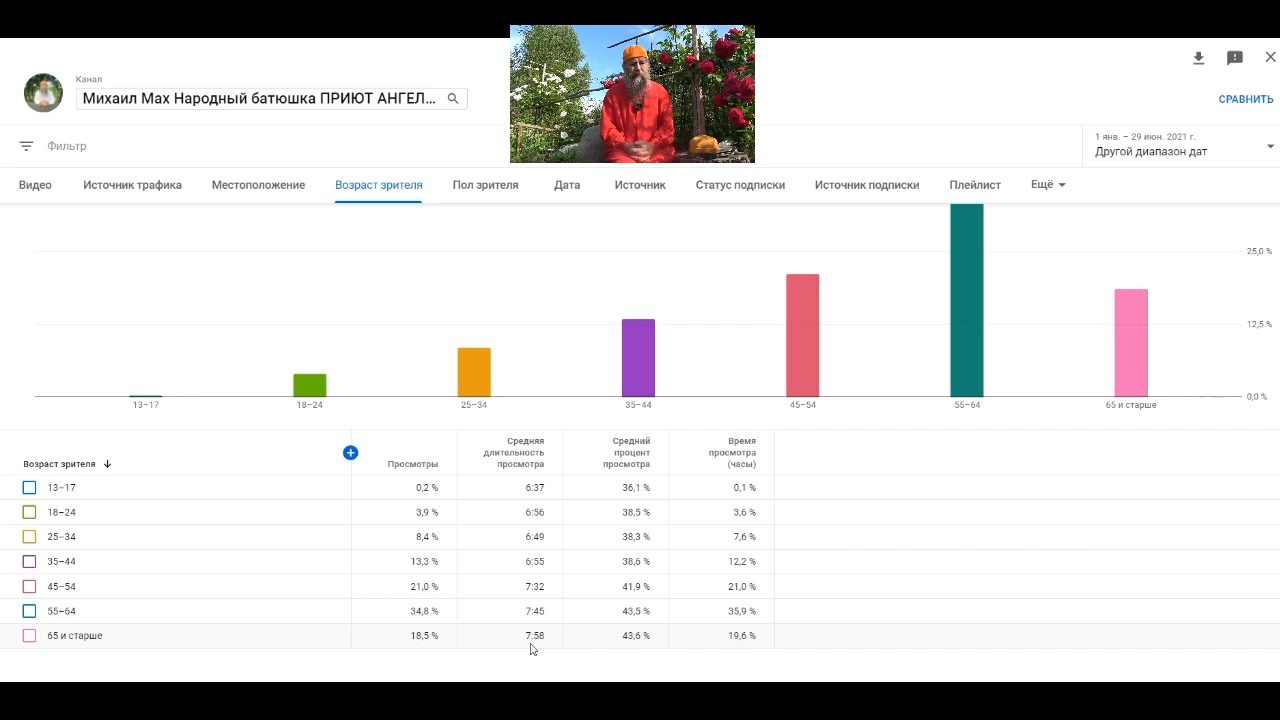 Канал
Михаил Мах Народный батюшка ПРИЮТ АНГЕЛ...
СРАВНИТЬ
Фильтр
1 янв. – 29 июн. 2021 г.
Другой диапазон дат
Видео Источник трафика Местоположение Возраст зрителя Пол зрителя Дата Источник Статус подписки Источник подписки Плейлист Ещё
25,0 %
12,5 %
0,0 %
13–17 18–24 25–34 35–44 45–54 55–64 65 и старше
Возраст зрителя Просмотры Средняя длительность просмотра Средний процент просмотра Время просмотра (часы)
13–17 0,2 % 6:37 36,1 % 0,1 %
18–24 3,9 % 6:56 38,5 % 3,6 %
25–34 8,4 % 6:49 38,3 % 7,6 %
35–44 13,3 % 6:55 38,6 % 12,2 %
45–54 21,0 % 7:32 41,9 % 21,0 %
55–64 34,8 % 7:45 43,5 % 35,9 %
65 и старше 18,5 % 7:58 43,6 % 19,6 %